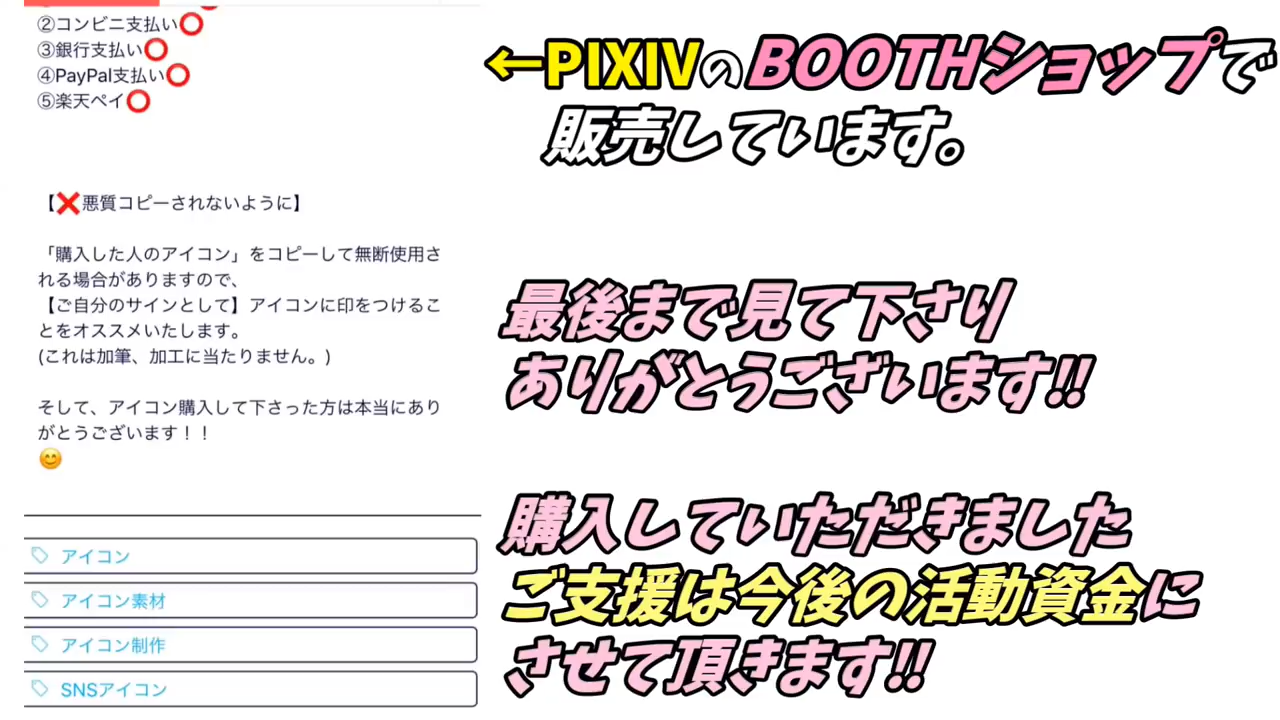 ②コンビニ支払い⭕
③銀行支払い⭕
④PayPal支払い⭕
⑤楽天ペイ⭕
【❌悪質コピーされないように】
「購入した人のアイコン」をコピーして無断使用さ
れる場合がありますので、
【ご自分のサインとして】アイコンに印をつけるこ
とをオススメいたします。
(これは加筆、加工に当たりません。)
そして、アイコン購入して下さった方は本当にあり
がとうございます！！
😊
アイコン
アイコン素材
アイコン制作
SNSアイコン
←PIXIVのBOOTHショップで
販売しています。
最後まで見て下さり
ありがとうございます!!
購入していただきました
ご支援は今後の活動資金に
させて頂きます!!